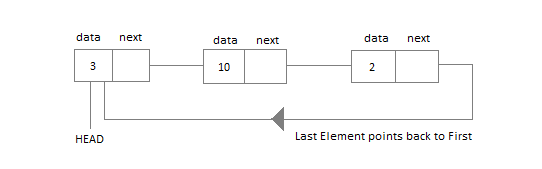 data next data next data next
3 10 2
HEAD
Last Element points back to First